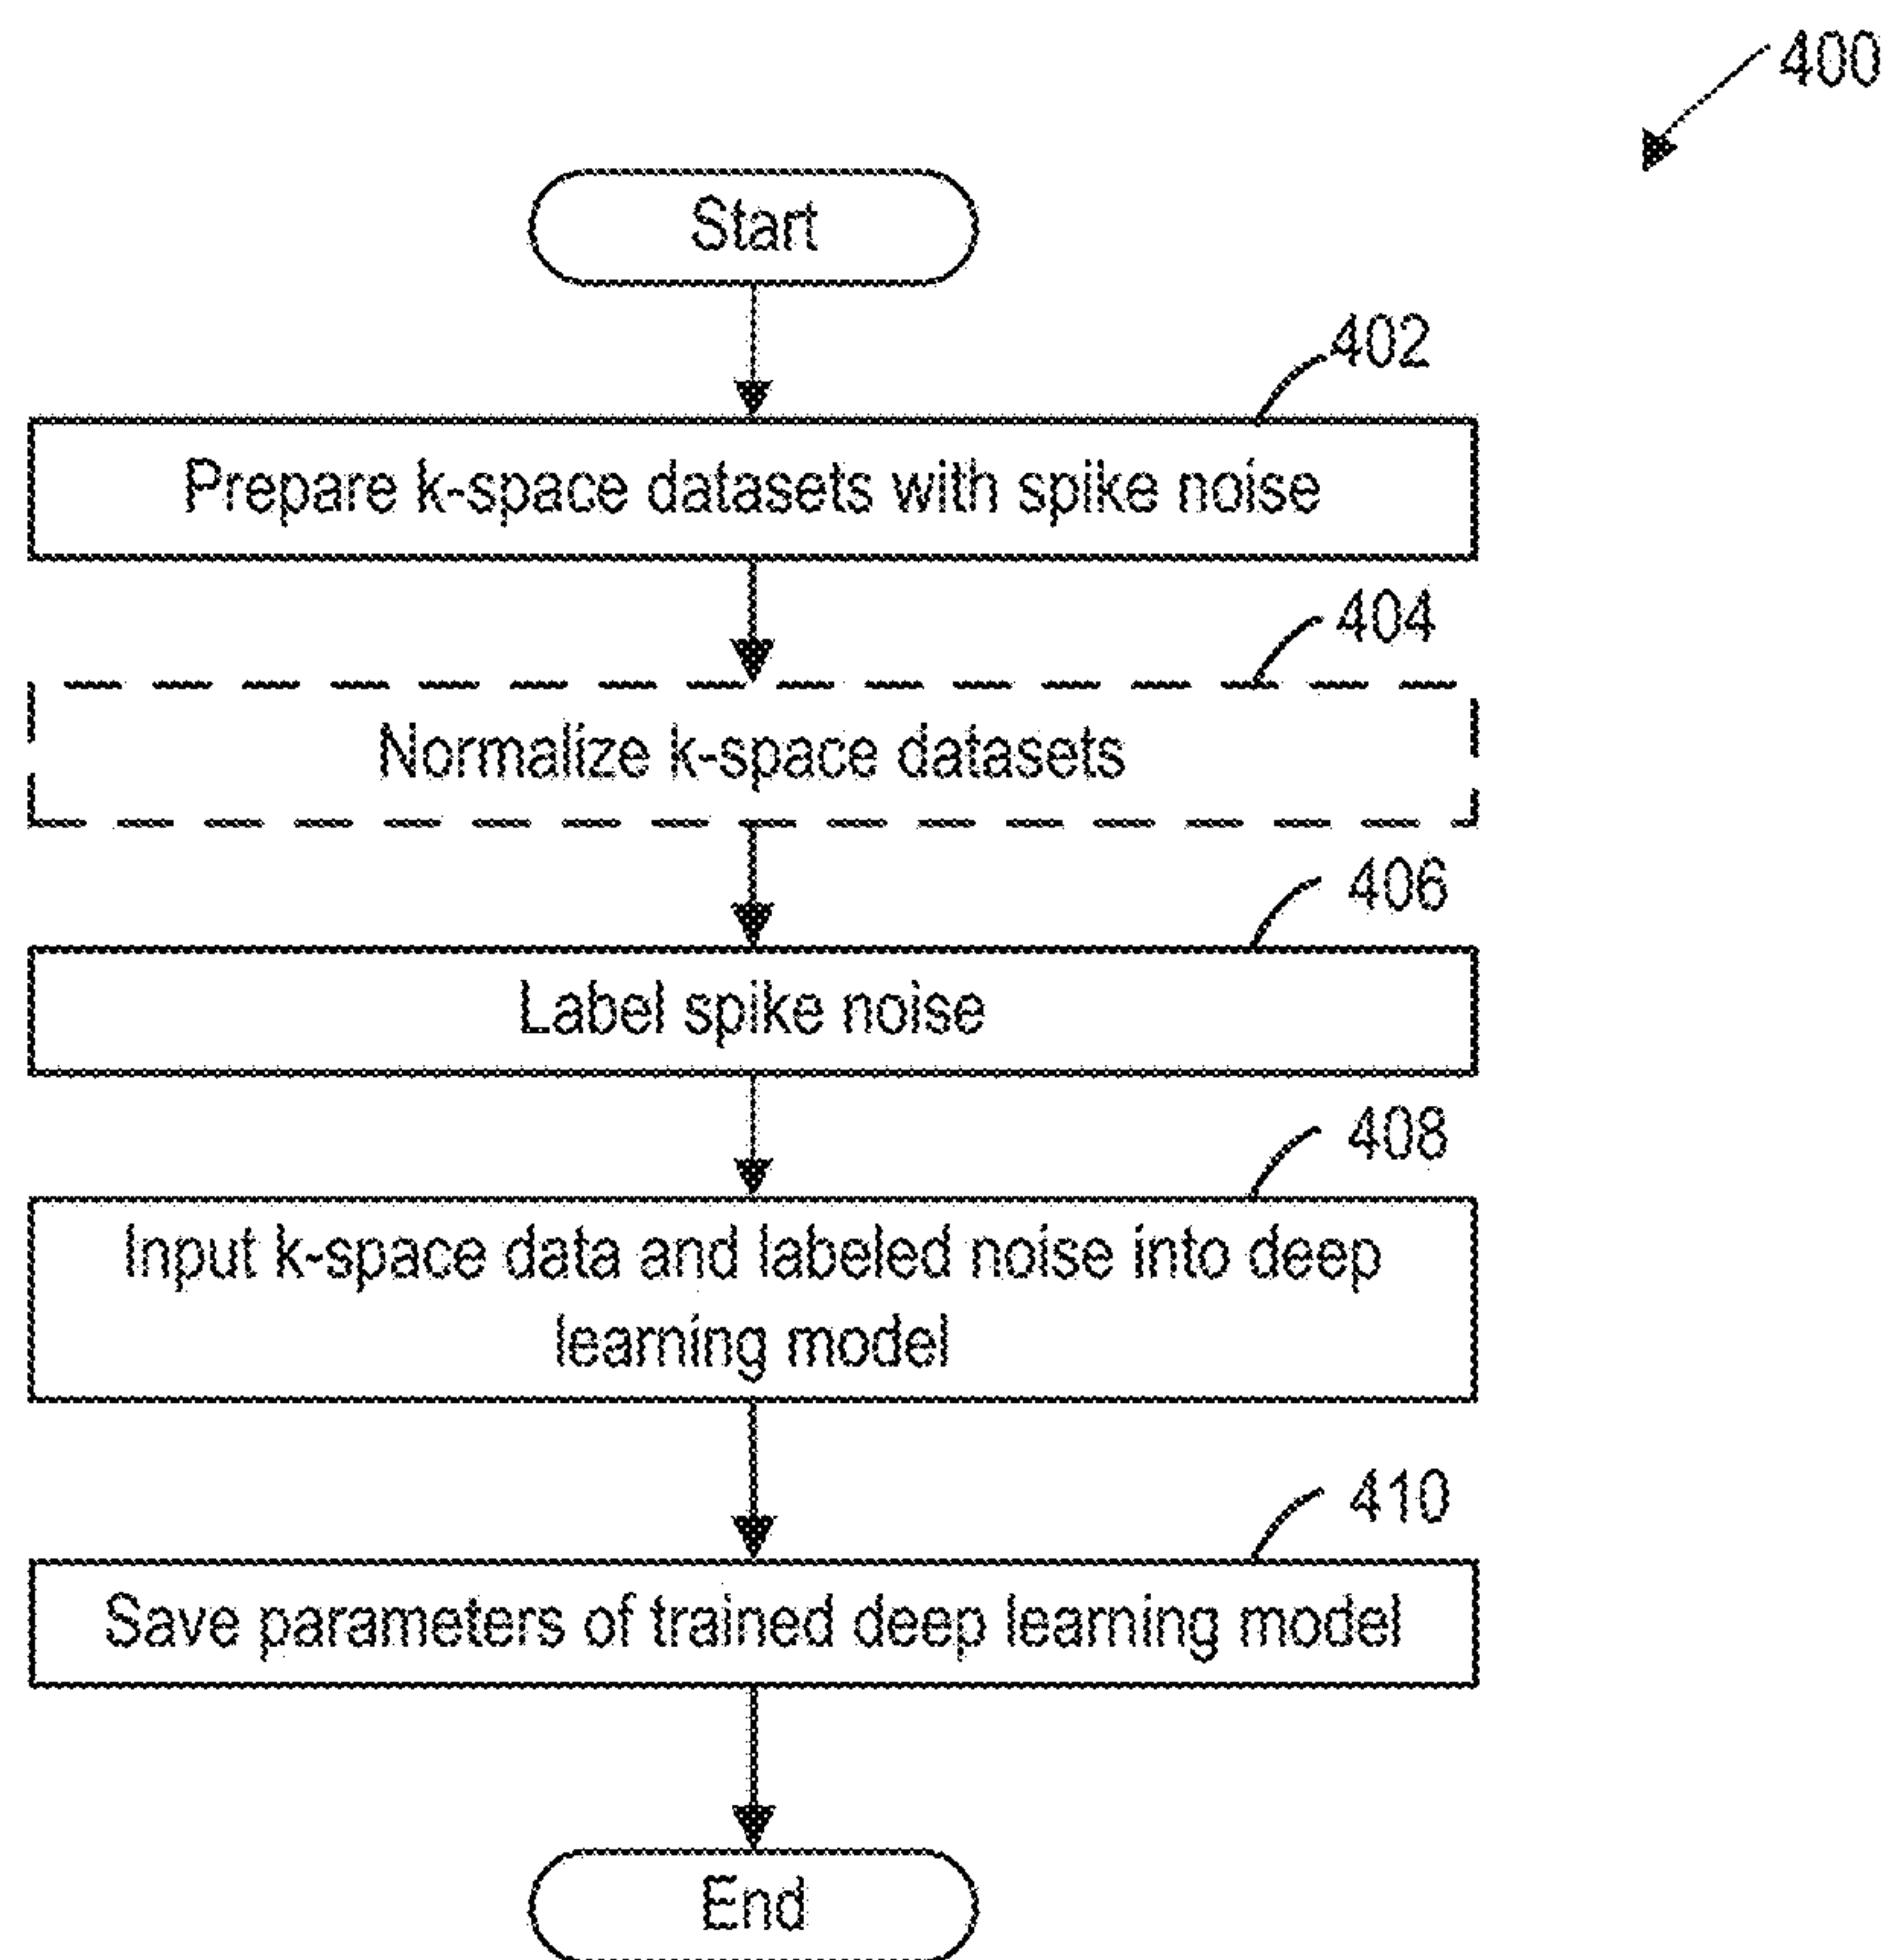 400
Start
402
Prepare k-space datasets with spike noise
404
Normalize k-space datasets
406
Label spike noise
408
Input k-space data and labeled noise into deep
learning model
410
Save parameters of trained deep learning model
End